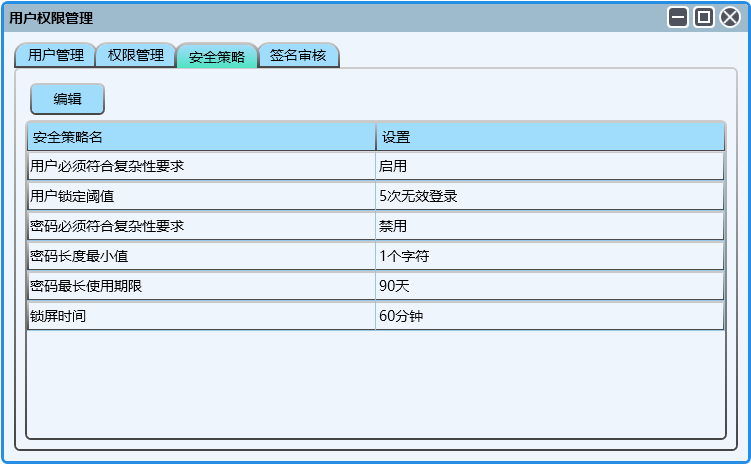 用户权限管理
用户管理 权限管理 安全策略 签名审核
编辑
安全策略名 设置
用户必须符合复杂性要求 启用
用户锁定阈值 5次无效登录
密码必须符合复杂性要求 禁用
密码长度最小值 1个字符
密码最长使用期限 90天
锁屏时间 60分钟